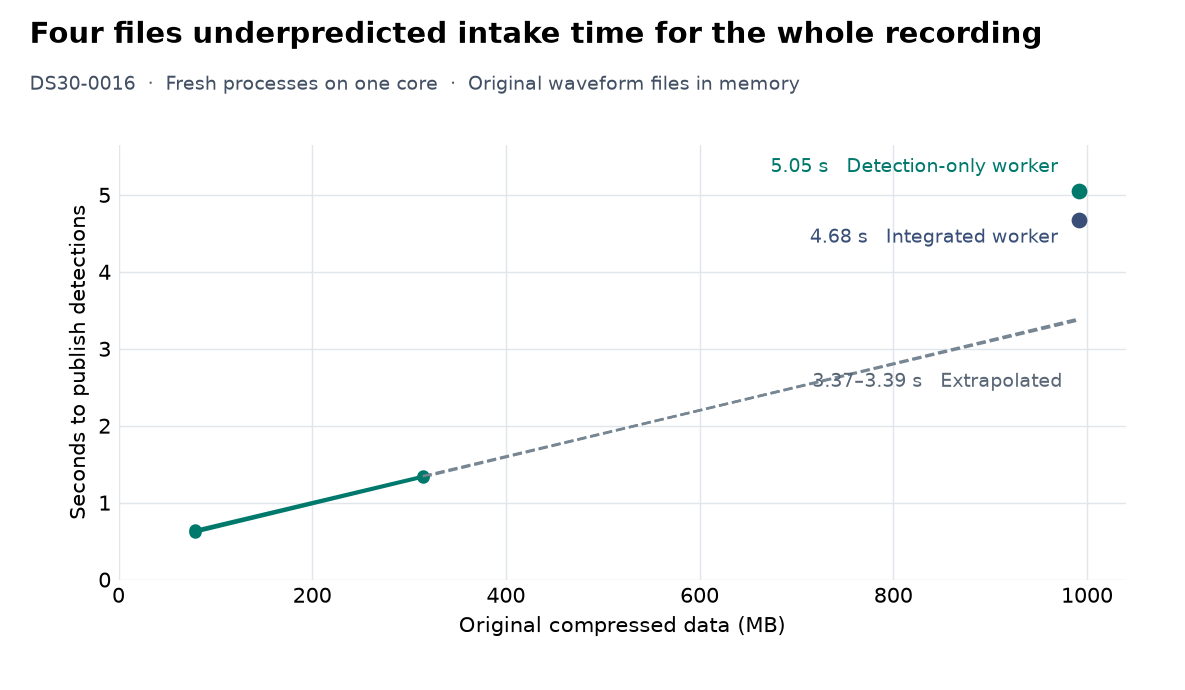 Four files underpredicted intake time for the whole recording
DS30-0016 · Fresh processes on one core · Original waveform files in memory
5.05 s Detection-only worker
4.68 s Integrated worker
3.37–3.39 s Extrapolated
Seconds to publish detections
5
4
3
2
1
0
0 200 400 600 800 1000
Original compressed data (MB)